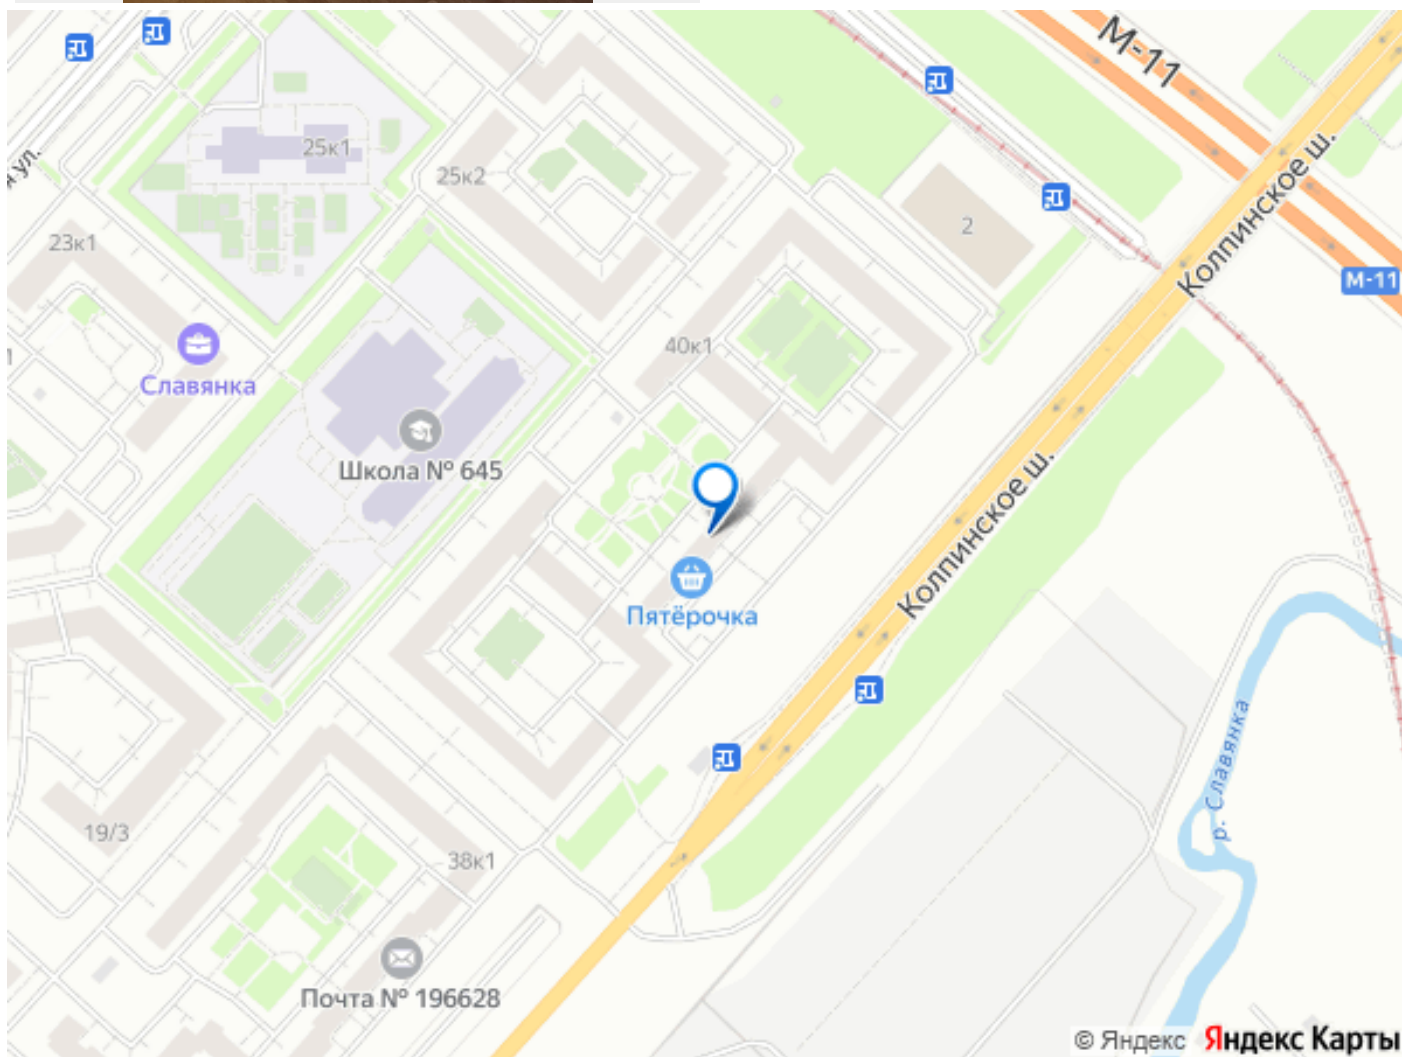 М-11
Колпинское ш.
25к1
я ул.
25к2
2
23к1
М-11
40к1
Славянка
Школа № 645
Колпинское ш.
Пятёрочка
р. Славянка
19/3
38к1
Почта № 196628
© Яндекс Яндекс Карты